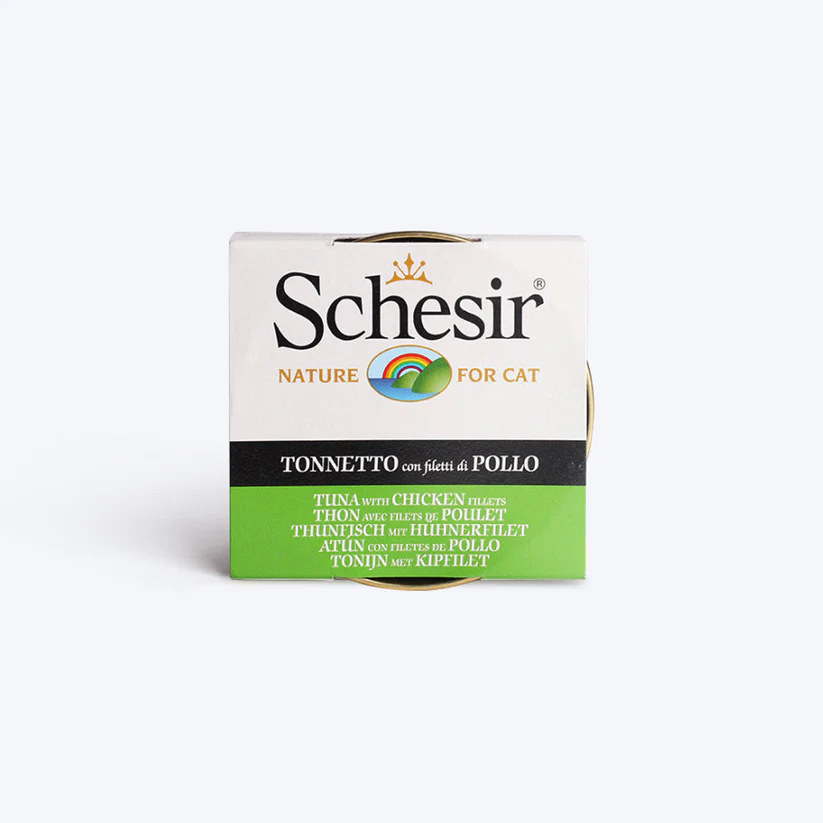 Schesir®
NATURE FOR CAT
TONNETTO con filetti di POLLO
TUNA WITH CHICKEN FILLETS
THON AVEC FILETS DE POULET
THUNFISCH MIT HUHNERFILET
ATÚN CON FILETES DE POLLO
TONIJN MET KIPFILET